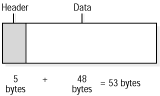 Header Data
5 + 48 = 53 bytes
bytes bytes